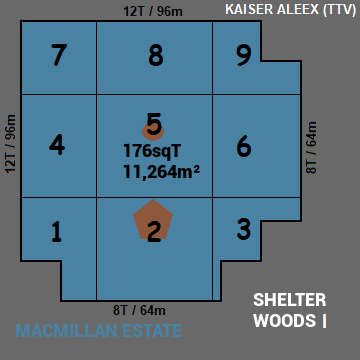 12T / 96m
KAISER ALEEX (TTV)
7
8
9
12T / 96m
4
5
176sqT
11,264m²
6
8T / 64m
1
2
3
8T / 64m
MACMILLAN ESTATE
SHELTER
WOODS I